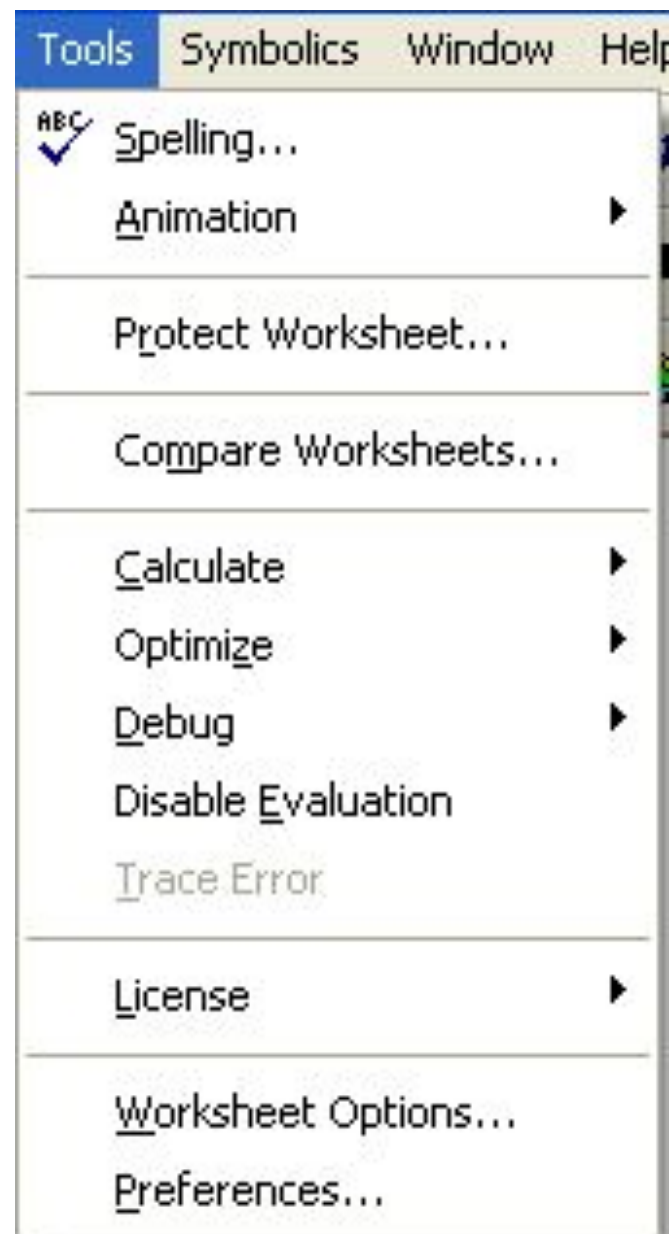 Tools Symbolics Window Help
ABC Spelling...
Animation
Protect Worksheet...
Compare Worksheets...
Calculate
Optimize
Debug
Disable Evaluation
Trace Error
License
Worksheet Options...
Preferences...